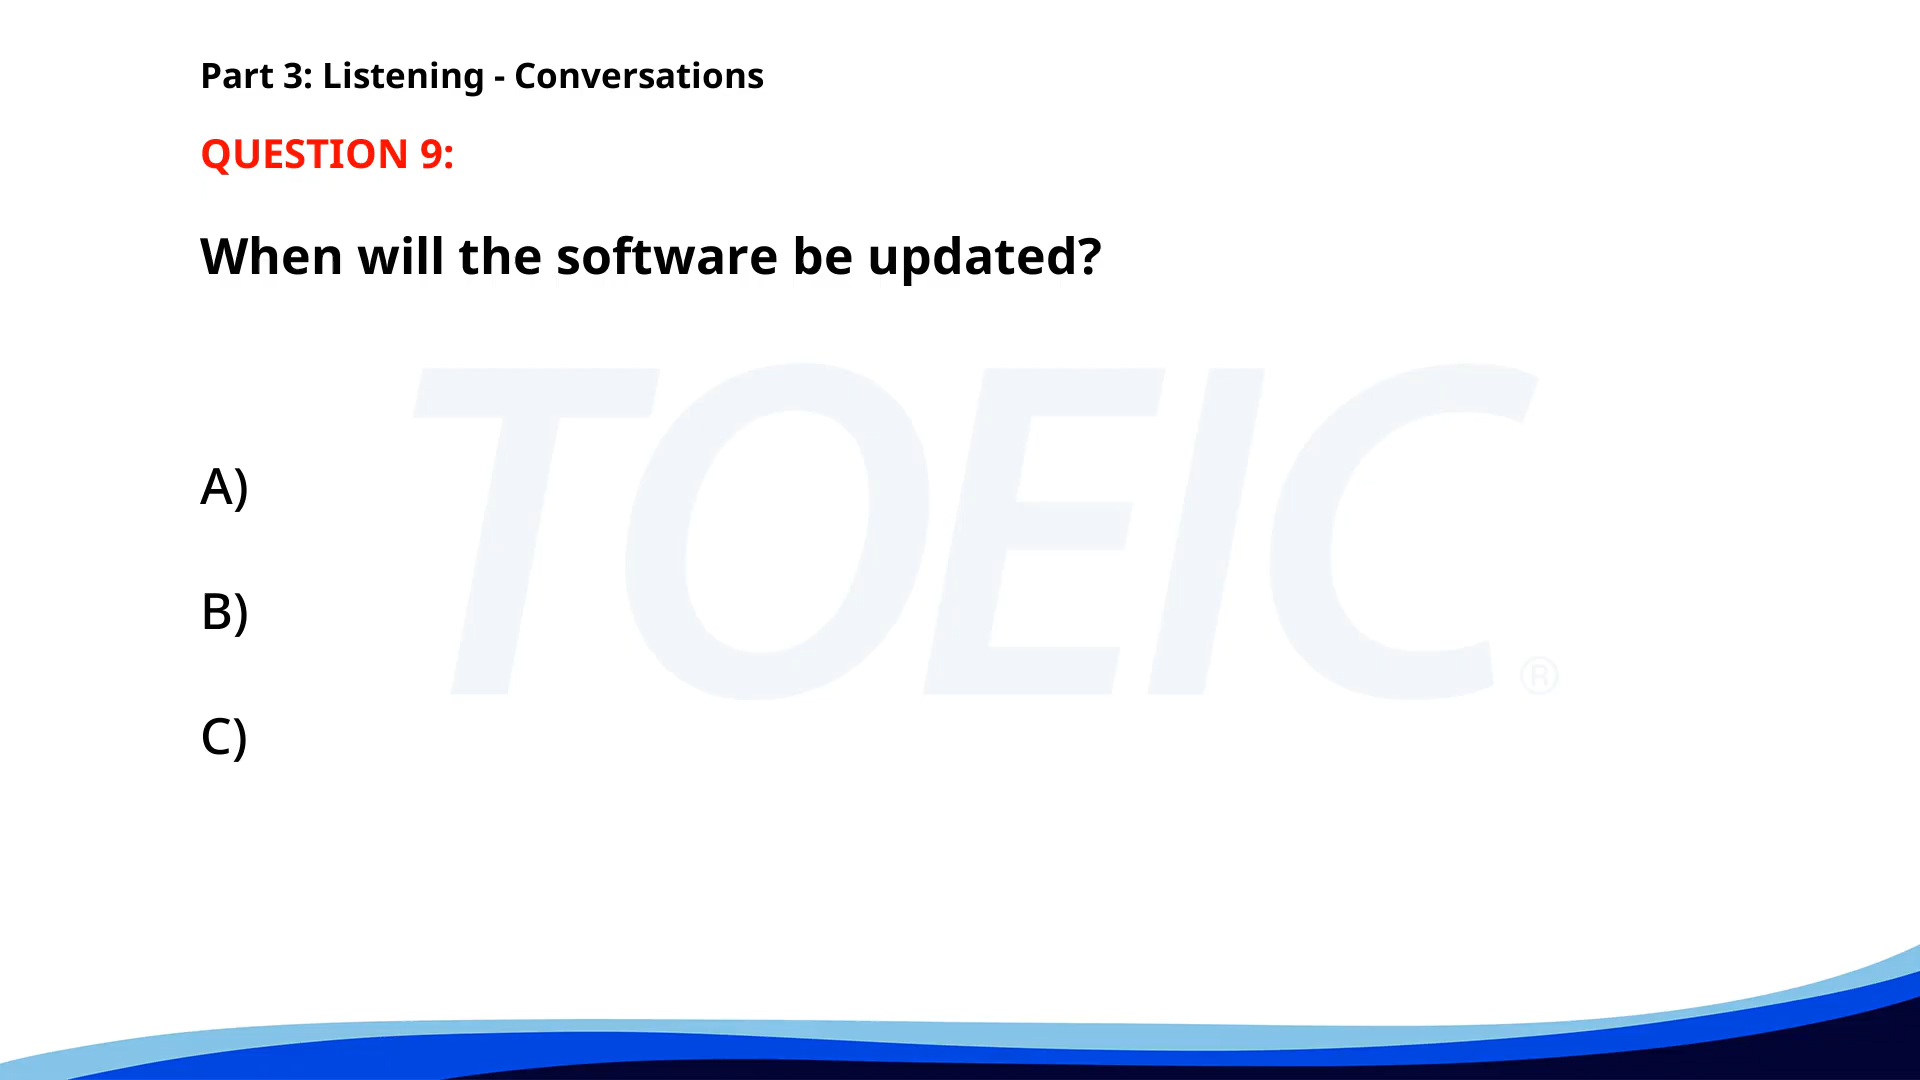 Part 3: Listening - Conversations
QUESTION 9:
When will the software be updated?
TOEIC®
A)
B)
C)